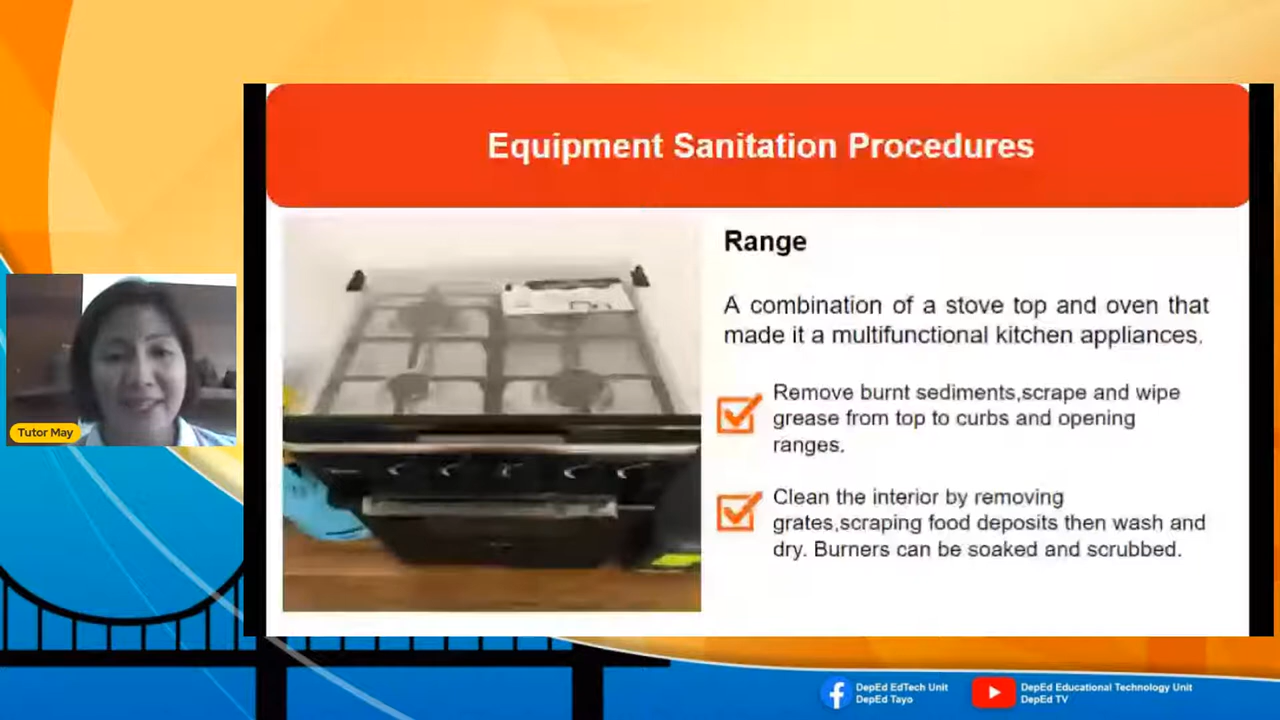 Equipment Sanitation Procedures
Range
A combination of a stove top and oven that
made it a multifunctional kitchen appliances.
Remove burnt sediments,scrape and wipe
grease from top to curbs and opening
ranges.
Clean the interior by removing
grates,scraping food deposits then wash and
dry. Burners can be soaked and scrubbed.
Tutor May
DepEd EdTech Unit
DepEd Tayo
DepEd Educational Technology Unit
DepEd TV